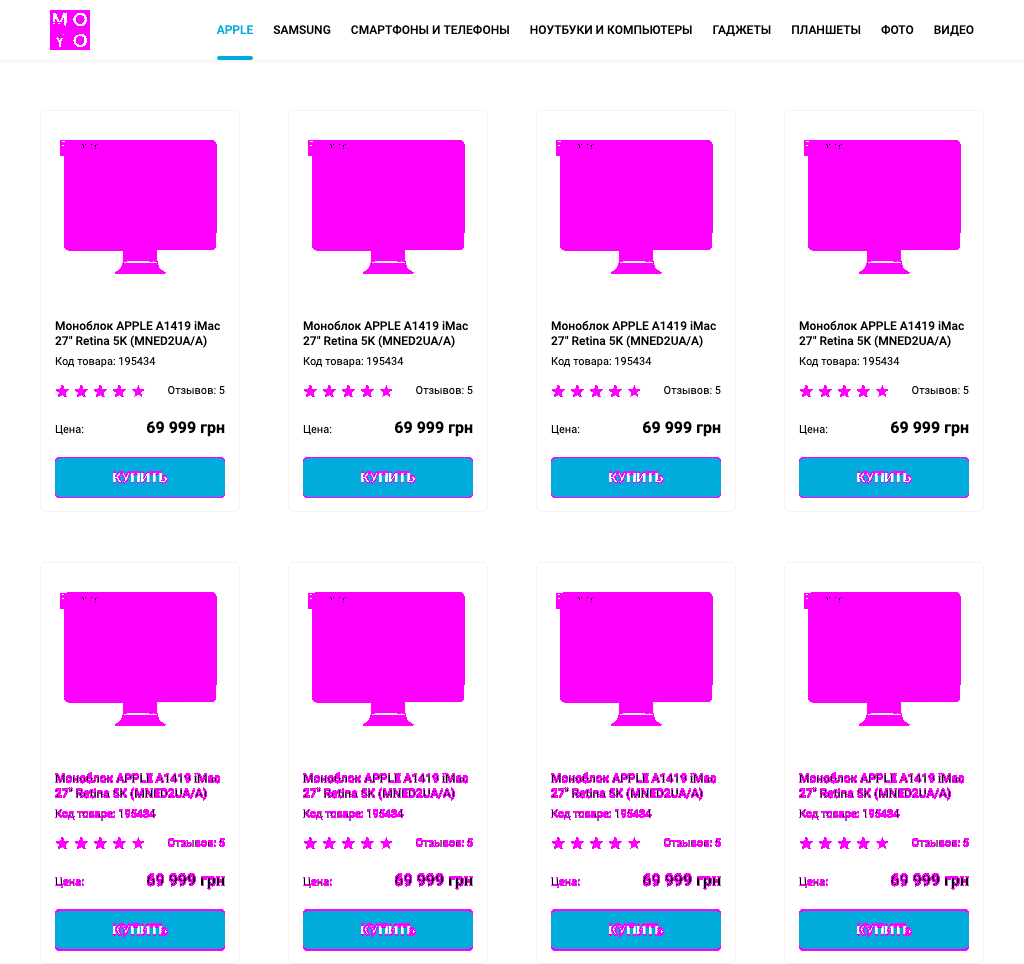 MO
YO
APPLE SAMSUNG СМАРТФОНЫ И ТЕЛЕФОНЫ НОУТБУКИ И КОМПЬЮТЕРЫ ГАДЖЕТЫ ПЛАНШЕТЫ ФОТО ВИДЕО
Моноблок APPLE A1419 iMac Моноблок APPLE A1419 iMac Моноблок APPLE A1419 iMac Моноблок APPLE A1419 iMac
27" Retina 5K (MNED2UA/A) 27" Retina 5K (MNED2UA/A) 27" Retina 5K (MNED2UA/A) 27" Retina 5K (MNED2UA/A)
Код товара: 195434 Код товара: 195434 Код товара: 195434 Код товара: 195434
Отзывов: 5 Отзывов: 5 Отзывов: 5 Отзывов: 5
Цена: 69 999 грн Цена: 69 999 грн Цена: 69 999 грн Цена: 69 999 грн
КУПИТЬ КУПИТЬ КУПИТЬ КУПИТЬ
Моноблок APPLE A1419 iMac Моноблок APPLE A1419 iMac Моноблок APPLE A1419 iMac Моноблок APPLE A1419 iMac
27" Retina 5K (MNED2UA/A) 27" Retina 5K (MNED2UA/A) 27" Retina 5K (MNED2UA/A) 27" Retina 5K (MNED2UA/A)
Код товара: 195434 Код товара: 195434 Код товара: 195434 Код товара: 195434
Отзывов: 5 Отзывов: 5 Отзывов: 5 Отзывов: 5
Цена: 69 999 грн Цена: 69 999 грн Цена: 69 999 грн Цена: 69 999 грн
КУПИТЬ КУПИТЬ КУПИТЬ КУПИТЬ